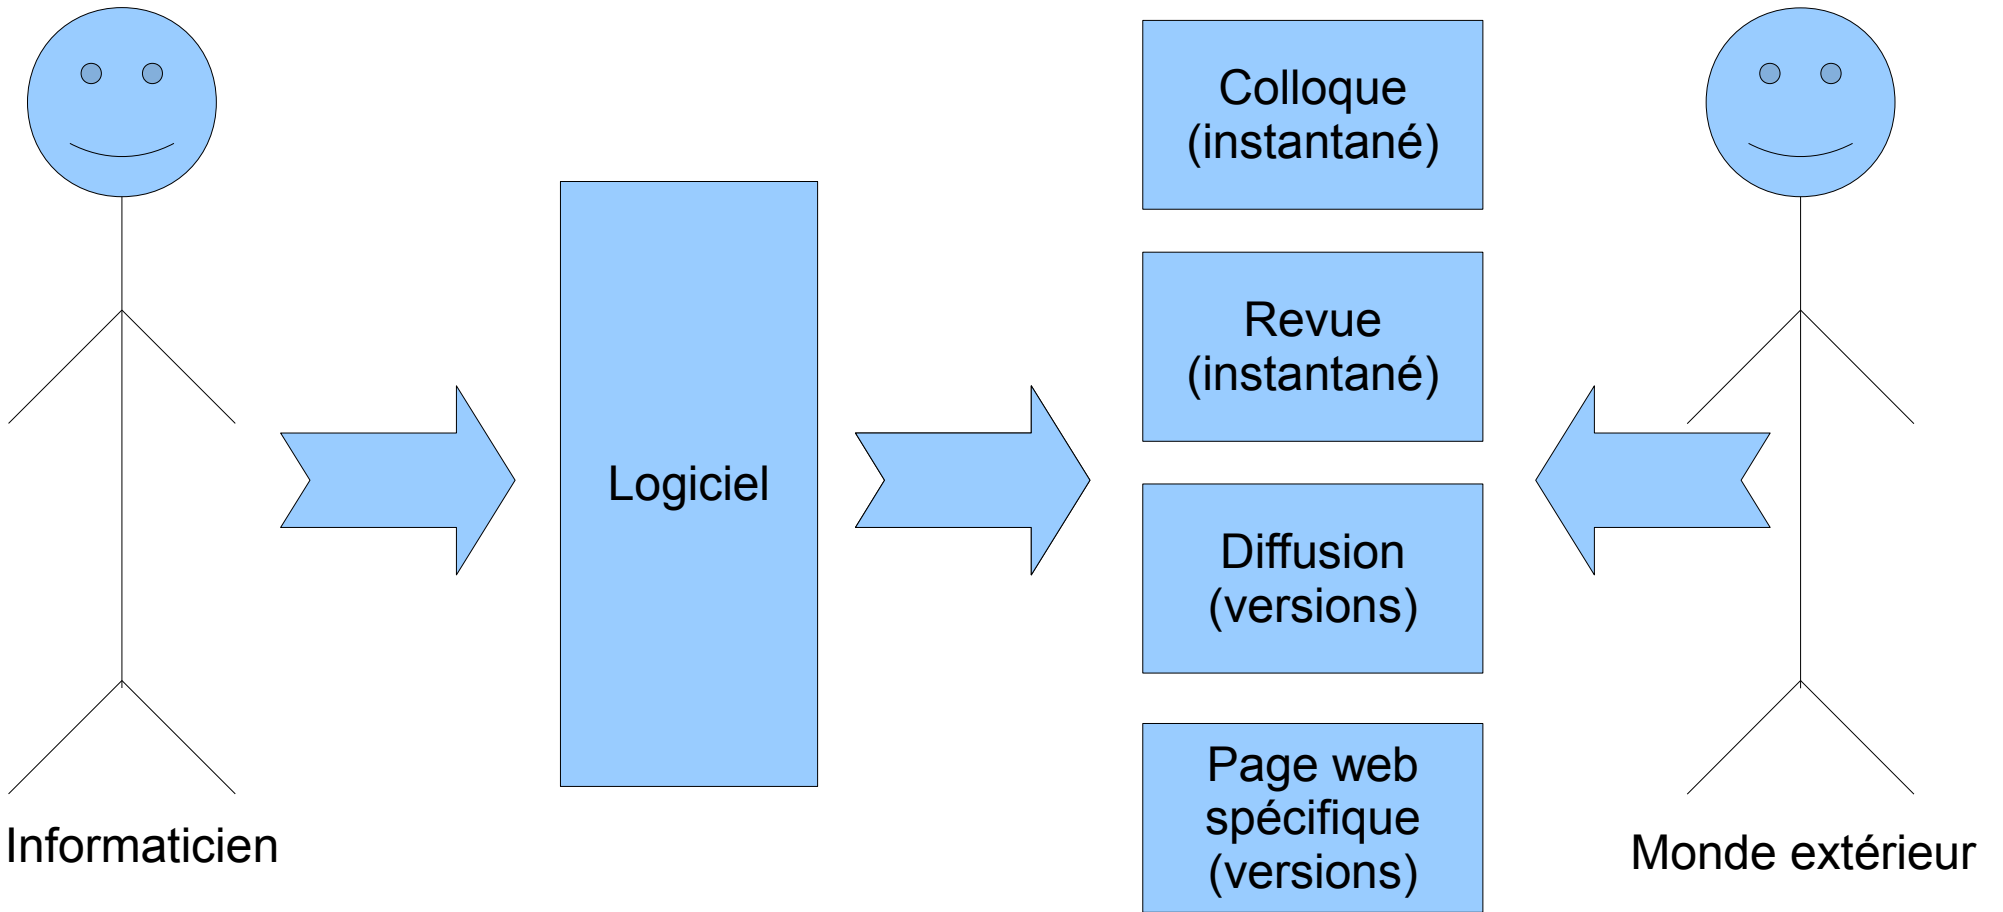 Colloque
(instantané)
Revue
(instantané)
Logiciel
Diffusion
(versions)
Page web
spécifique
(versions)
Informaticien
Monde extérieur